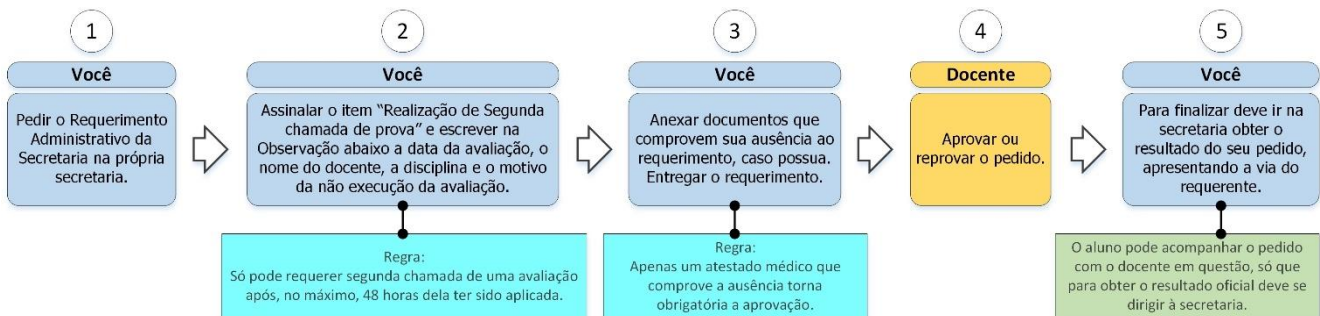 1
Você
Pedir o Requerimento
Administrativo da
Secretaria na própria
secretaria.
2
Você
Assinalar o item “Realização de Segunda
chamada de prova” e escrever na
Observação abaixo a data da avaliação, o
nome do docente, a disciplina e o motivo
da não execução da avaliação.
Regra:
Só pode requerer segunda chamada de uma avaliação
após, no máximo, 48 horas dela ter sido aplicada.
3
Você
Anexar documentos que
comprovem sua ausência ao
requerimento, caso possua.
Entregar o requerimento.
Regra:
Apenas um atestado médico que
comprove a ausência torna
obrigatória a aprovação.
4
Docente
Aprovar ou
reprovar o pedido.
5
Você
Para finalizar deve ir na
secretaria obter o
resultado do seu pedido,
apresentando a via do
requerente.
O aluno pode acompanhar o pedido
com o docente em questão, só que
para obter o resultado oficial deve se
dirigir à secretaria.